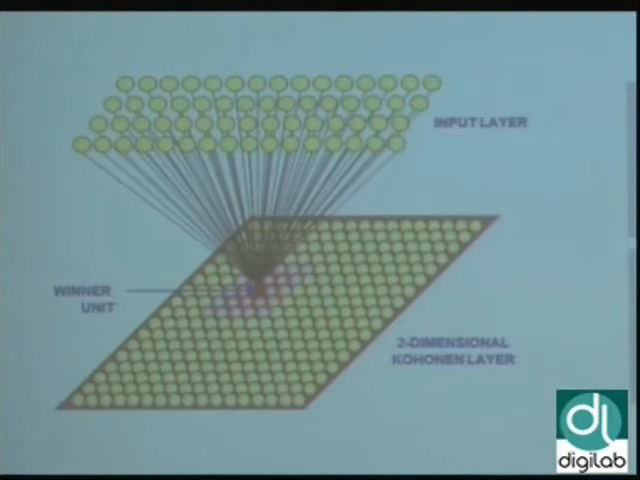 INPUT LAYER
WINNER
UNIT
2-DIMENSIONAL
KOHONEN LAYER
dl
digilab